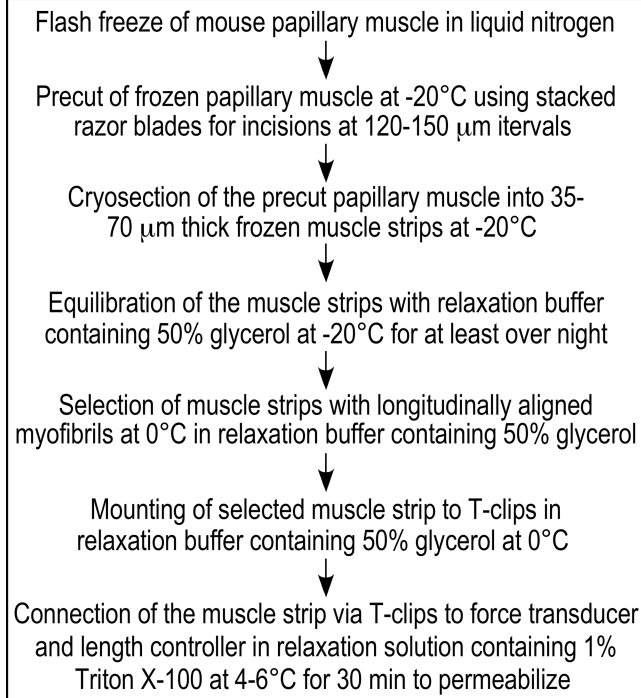 Flash freeze of mouse papillary muscle in liquid nitrogen
Precut of frozen papillary muscle at -20°C using stacked
razor blades for incisions at 120-150 μm itervals
Cryosection of the precut papillary muscle into 35-
70 μm thick frozen muscle strips at -20°C
Equilibration of the muscle strips with relaxation buffer
containing 50% glycerol at -20°C for at least over night
Selection of muscle strips with longitudinally aligned
myofibrils at 0°C in relaxation buffer containing 50% glycerol
Mounting of selected muscle strip to T-clips in
relaxation buffer containing 50% glycerol at 0°C
Connection of the muscle strip via T-clips to force transducer
and length controller in relaxation solution containing 1%
Triton X-100 at 4-6°C for 30 min to permeabilize